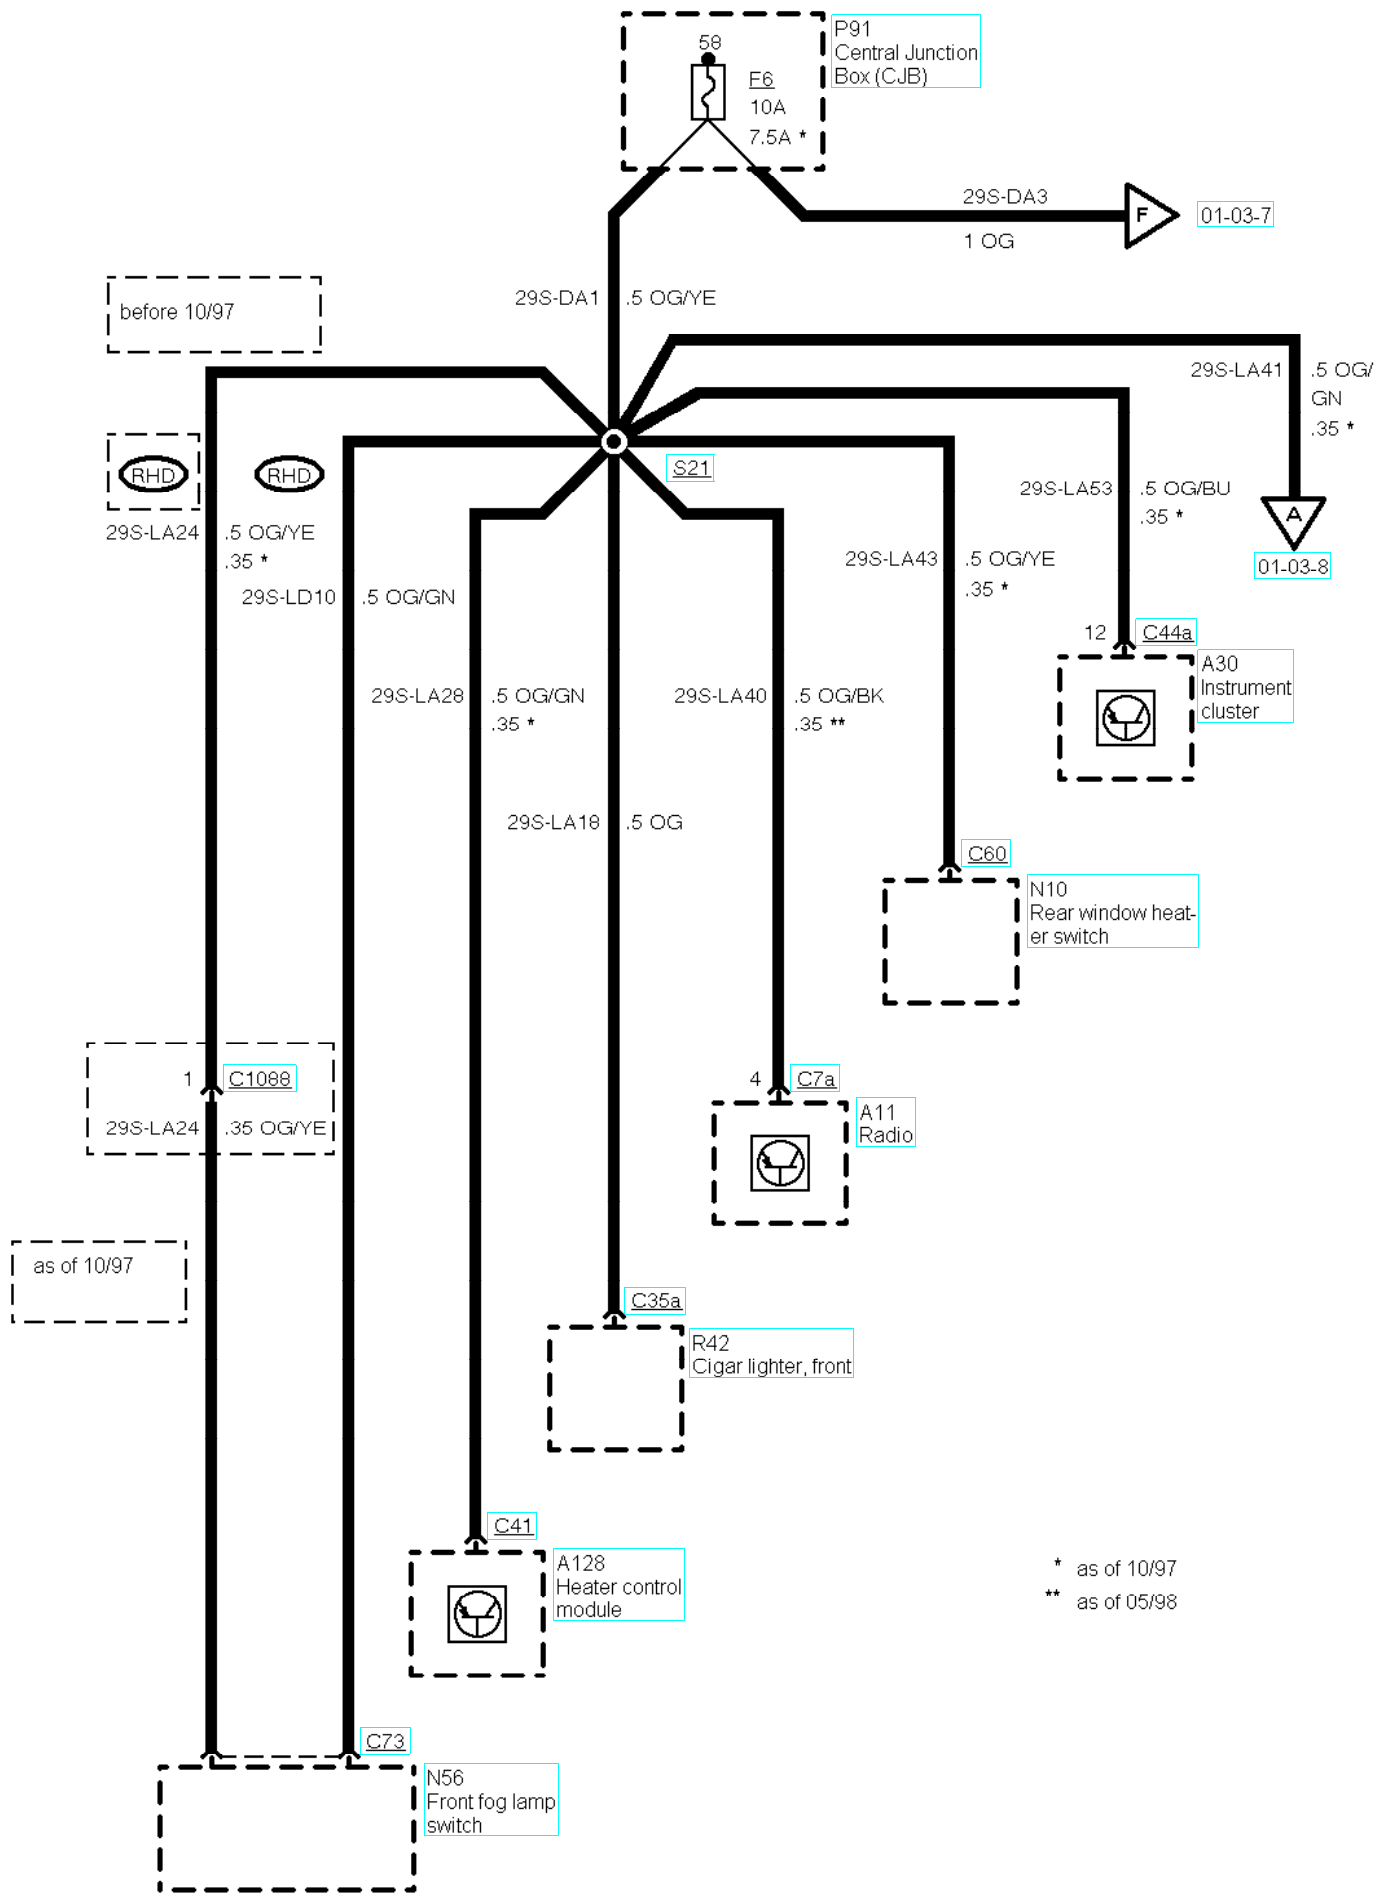 P91
Central Junction
Box (CJB)
58
F6
10A
7.5A *
29S-DA3
1 OG
F
01-03-7
29S-DA1
.5 OG/YE
before 10/97
29S-LA41
.5 OG/
GN
.35 *
A
01-03-8
S21
RHD
RHD
29S-LA24
.5 OG/YE
.35 *
29S-LD10
.5 OG/GN
29S-LA53
.5 OG/BU
.35 *
29S-LA43
.5 OG/YE
.35 *
12
C44a
A30
Instrument
cluster
29S-LA28
.5 OG/GN
.35 *
29S-LA40
.5 OG/BK
.35 **
29S-LA18
.5 OG
C60
N10
Rear window heat-
er switch
1
C1088
29S-LA24
.35 OG/YE
4
C7a
A11
Radio
as of 10/97
C35a
R42
Cigar lighter, front
C41
A128
Heater control
module
* as of 10/97
** as of 05/98
C73
N56
Front fog lamp
switch